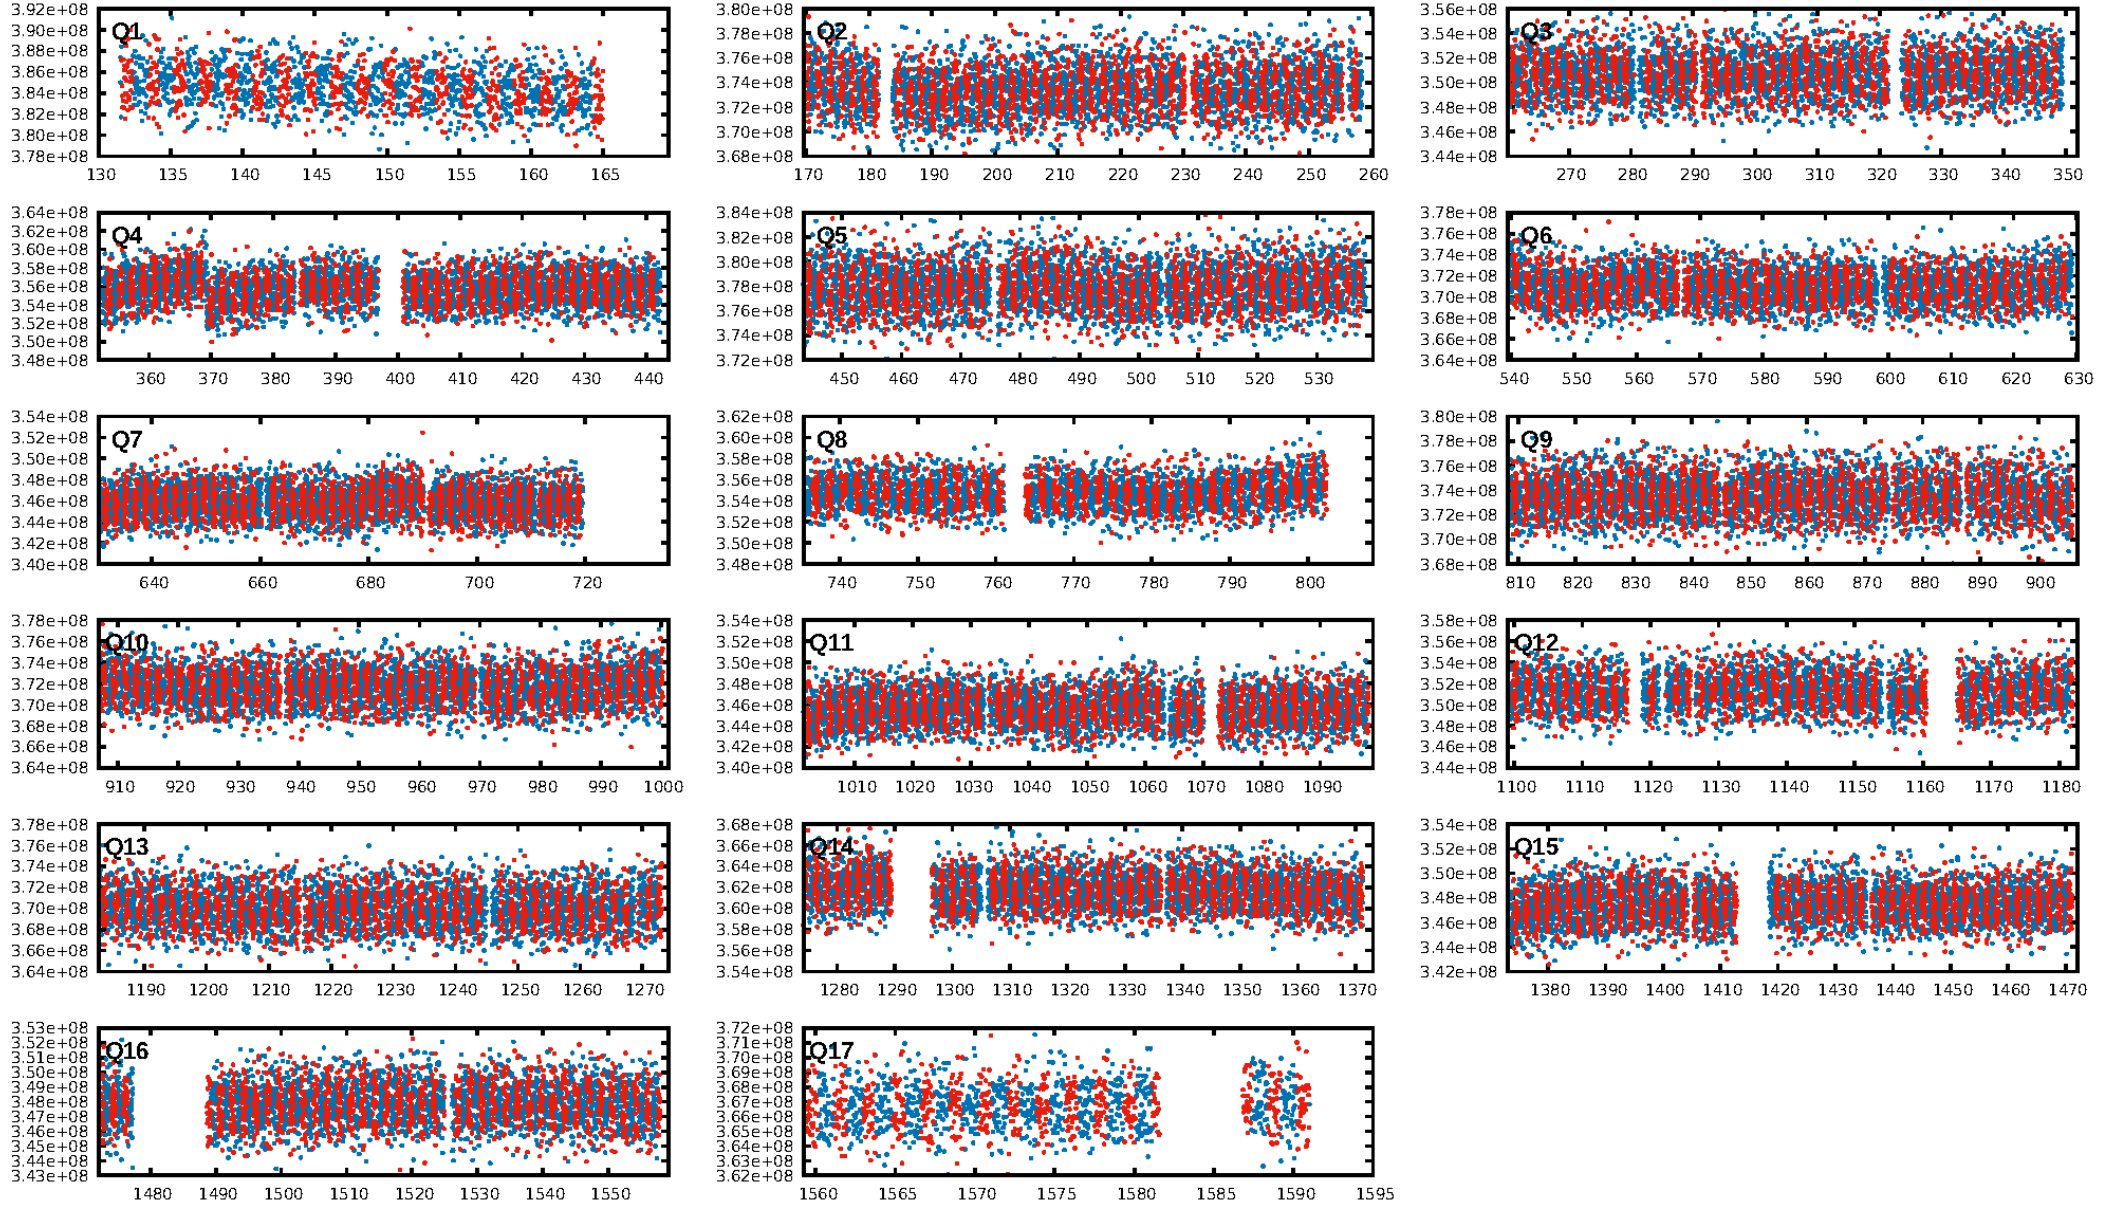 3.92e+08 3.90e+08 3.88e+08 3.86e+08 3.84e+08 3.82e+08 3.80e+08 3.78e+08
Q1
130 135 140 145 150 155 160 165
3.80e+08 3.78e+08 3.76e+08 3.74e+08 3.72e+08 3.70e+08 3.68e+08
Q2
170 180 190 200 210 220 230 240 250 260
3.56e+08 3.54e+08 3.52e+08 3.50e+08 3.48e+08 3.46e+08 3.44e+08
Q3
270 280 290 300 310 320 330 340 350
3.64e+08 3.62e+08 3.60e+08 3.58e+08 3.56e+08 3.54e+08 3.52e+08 3.50e+08 3.48e+08
Q4
360 370 380 390 400 410 420 430 440
3.84e+08 3.82e+08 3.80e+08 3.78e+08 3.76e+08 3.74e+08 3.72e+08
Q5
450 460 470 480 490 500 510 520 530
3.78e+08 3.76e+08 3.74e+08 3.72e+08 3.70e+08 3.68e+08 3.66e+08 3.64e+08
Q6
540 550 560 570 580 590 600 610 620 630
3.54e+08 3.52e+08 3.50e+08 3.48e+08 3.46e+08 3.44e+08 3.42e+08 3.40e+08
Q7
640 660 680 700 720
3.62e+08 3.60e+08 3.58e+08 3.56e+08 3.54e+08 3.52e+08 3.50e+08 3.48e+08
Q8
740 750 760 770 780 790 800
3.80e+08 3.78e+08 3.76e+08 3.74e+08 3.72e+08 3.70e+08 3.68e+08
Q9
810 820 830 840 850 860 870 880 890 900
3.78e+08 3.76e+08 3.74e+08 3.72e+08 3.70e+08 3.68e+08 3.66e+08 3.64e+08
Q10
910 920 930 940 950 960 970 980 990 1000
3.54e+08 3.52e+08 3.50e+08 3.48e+08 3.46e+08 3.44e+08 3.42e+08 3.40e+08
Q11
1010 1020 1030 1040 1050 1060 1070 1080 1090
3.58e+08 3.56e+08 3.54e+08 3.52e+08 3.50e+08 3.48e+08 3.46e+08 3.44e+08
Q12
1100 1110 1120 1130 1140 1150 1160 1170 1180
3.78e+08 3.76e+08 3.74e+08 3.72e+08 3.70e+08 3.68e+08 3.66e+08 3.64e+08
Q13
1190 1200 1210 1220 1230 1240 1250 1260 1270
3.68e+08 3.66e+08 3.64e+08 3.62e+08 3.60e+08 3.58e+08 3.56e+08 3.54e+08
Q14
1280 1290 1300 1310 1320 1330 1340 1350 1360 1370
3.54e+08 3.52e+08 3.50e+08 3.48e+08 3.46e+08 3.44e+08 3.42e+08
Q15
1380 1390 1400 1410 1420 1430 1440 1450 1460 1470
3.53e+08 3.52e+08 3.51e+08 3.50e+08 3.49e+08 3.48e+08 3.47e+08 3.46e+08 3.45e+08 3.44e+08 3.43e+08
Q16
1480 1490 1500 1510 1520 1530 1540 1550
3.72e+08 3.71e+08 3.70e+08 3.69e+08 3.68e+08 3.67e+08 3.66e+08 3.65e+08 3.64e+08 3.63e+08 3.62e+08
Q17
1560 1565 1570 1575 1580 1585 1590 1595